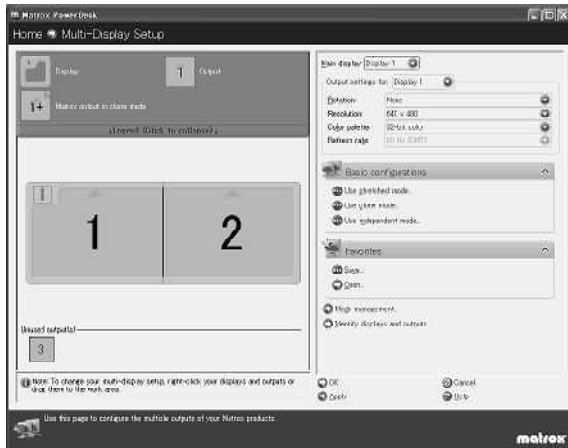 Matrox PowerDesk
Home Multi-Display Setup
Display
1 Output
1+ Matrox output in clone mode
Legend (Click to collapse)
1
1 2
Unused output(s)
3
Note: To change your multi-display setup, right-click your displays and outputs or drag them to the work area.
Main display Display 1
Output settings for: Display 1
Rotation None
Resolution 640 x 480
Color palette 32-bit color
Refresh rate
Basic configurations
Use stretched mode...
Use clone mode...
Use independent mode...
Favorites
Save...
Open...
Mode management...
Identify displays and outputs
OK Cancel
Apply Help
Use this page to configure the multiple outputs of your Matrox products.
matrox